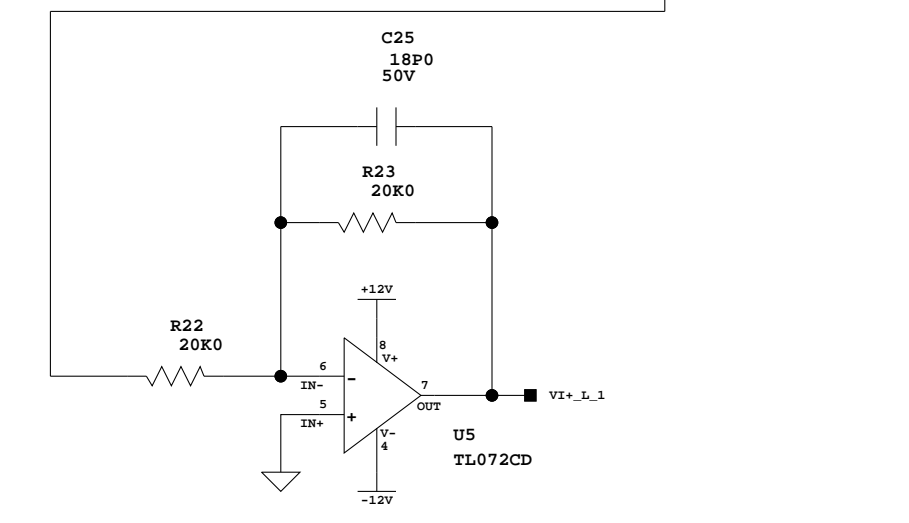 C25
18P0
50V
R23
20K0
+12V
R22
20K0
8
V+
6
IN-
-
7
OUT
VI+_L_1
5
IN+
+
V-
4
U5
TL072CD
-12V